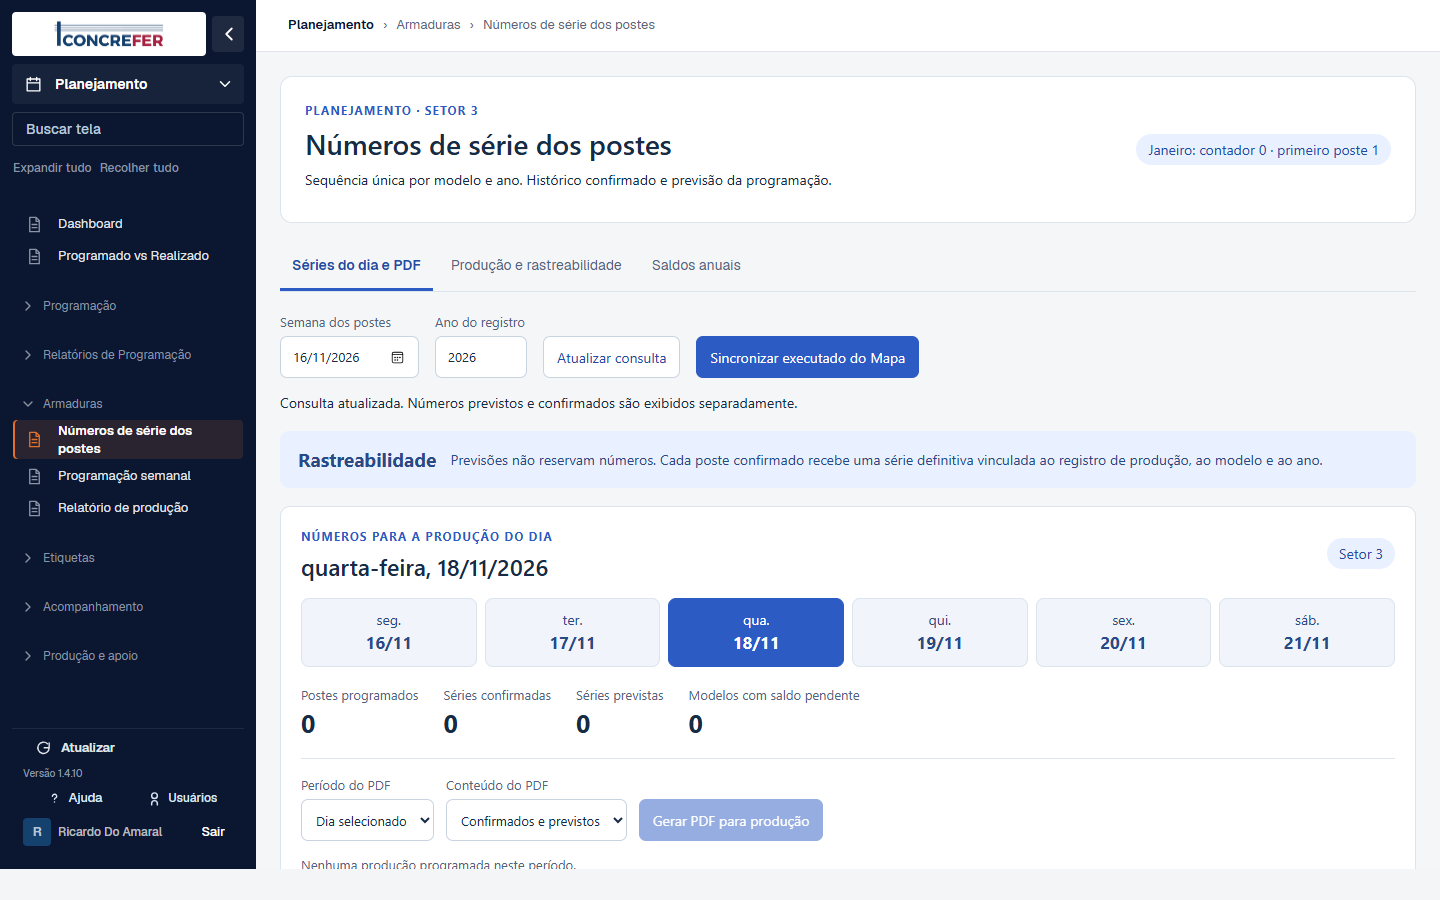 CONCREFER
Planejamento
Buscar tela
Expandir tudo Recolher tudo
Dashboard
Programado vs Realizado
Programação
Relatórios de Programação
Armaduras
Números de série dos
postes
Programação semanal
Relatório de produção
Etiquetas
Acompanhamento
Produção e apoio
Atualizar
Versão 1.4.10
? Ajuda
Usuários
R Ricardo Do Amaral
Sair
Planejamento › Armaduras › Números de série dos postes
PLANEJAMENTO · SETOR 3
Números de série dos postes
Sequência única por modelo e ano. Histórico confirmado e previsão da programação.
Janeiro: contador 0 · primeiro poste 1
Séries do dia e PDF
Produção e rastreabilidade
Saldos anuais
Semana dos postes
Ano do registro
16/11/2026
2026
Atualizar consulta
Sincronizar executado do Mapa
Consulta atualizada. Números previstos e confirmados são exibidos separadamente.
Rastreabilidade Previsões não reservam números. Cada poste confirmado recebe uma série definitiva vinculada ao registro de produção, ao modelo e ao ano.
NÚMEROS PARA A PRODUÇÃO DO DIA
quarta-feira, 18/11/2026
Setor 3
seg.
16/11
ter.
17/11
qua.
18/11
qui.
19/11
sex.
20/11
sáb.
21/11
Postes programados
0
Séries confirmadas
0
Séries previstas
0
Modelos com saldo pendente
0
Período do PDF
Conteúdo do PDF
Dia selecionado
Confirmados e previstos
Gerar PDF para produção
Nenhuma produção programada neste período.